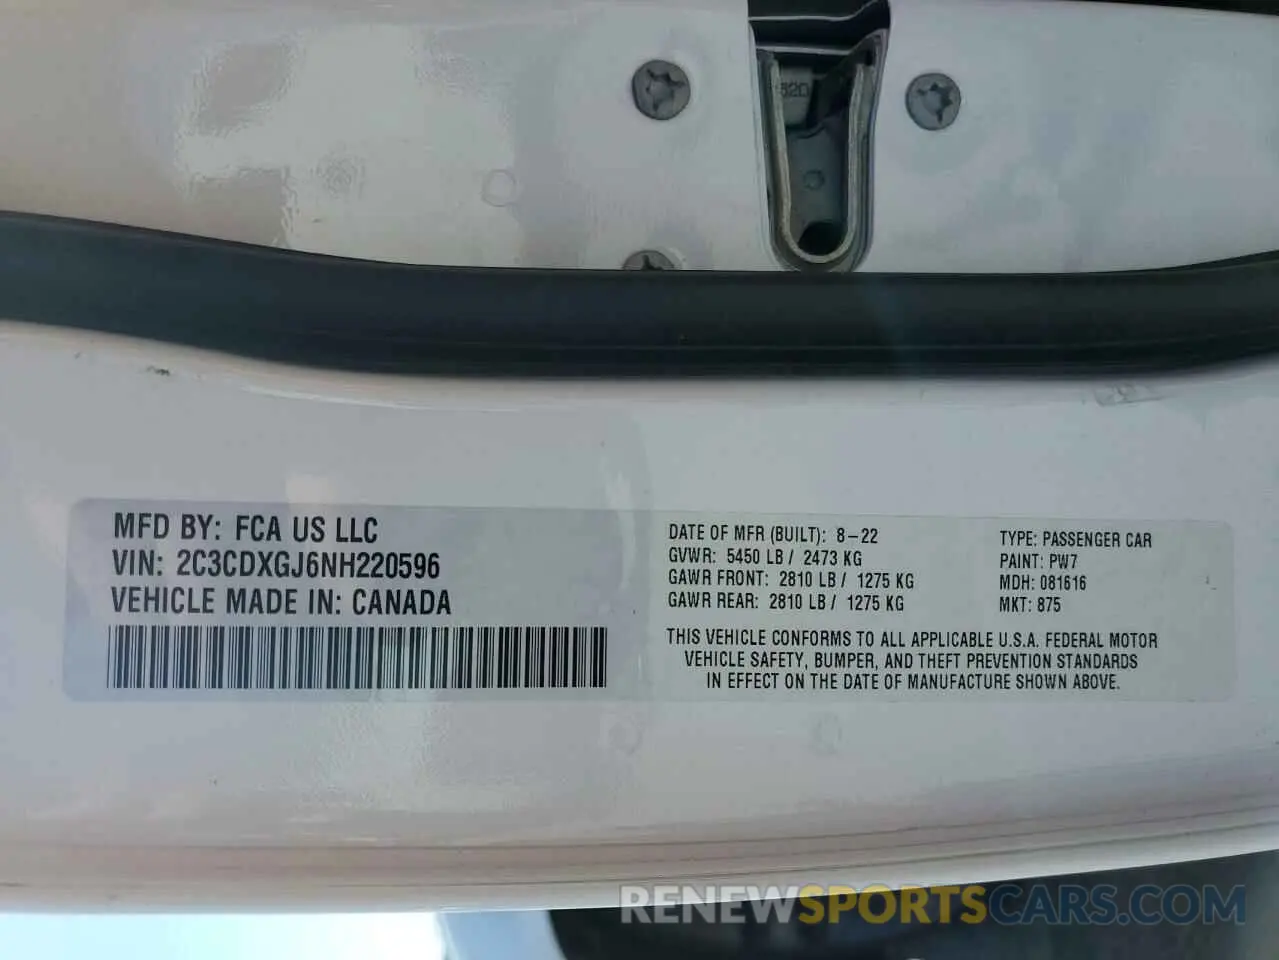 620
MFD BY: FCA US LLC
VIN: 2C3CDXGJ6NH220596
VEHICLE MADE IN: CANADA
DATE OF MFR (BUILT): 8-22
GVWR: 5450 LB / 2473 KG
GAWR FRONT: 2810 LB / 1275 KG
GAWR REAR: 2810 LB / 1275 KG
TYPE: PASSENGER CAR
PAINT: PW7
MDH: 081616
MKT: 875
THIS VEHICLE CONFORMS TO ALL APPLICABLE U.S.A. FEDERAL MOTOR
VEHICLE SAFETY, BUMPER, AND THEFT PREVENTION STANDARDS
IN EFFECT ON THE DATE OF MANUFACTURE SHOWN ABOVE.
RENEWSPORTSCARS.COM